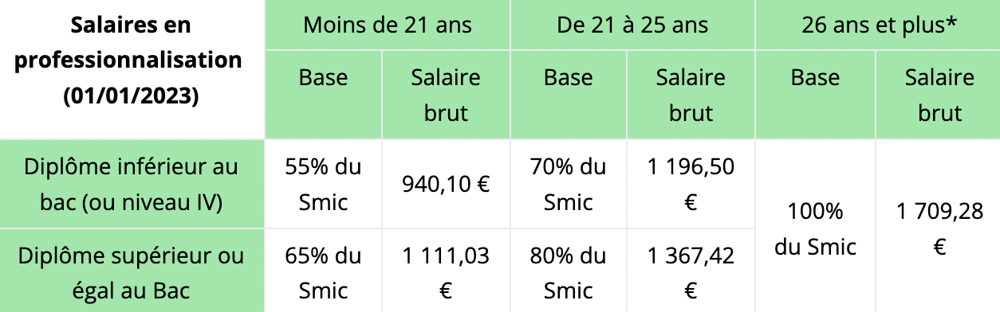 Salaires en
professionnalisation
(01/01/2023)
Moins de 21 ans
De 21 à 25 ans
26 ans et plus*
Base
Salaire
brut
Base
Salaire
brut
Base
Salaire
brut
Diplôme inférieur au
bac (ou niveau IV)
55% du
Smic
940,10 €
70% du
Smic
1 196,50
€
100%
du Smic
1 709,28
€
Diplôme supérieur ou
égal au Bac
65% du
Smic
1 111,03
€
80% du
Smic
1 367,42
€